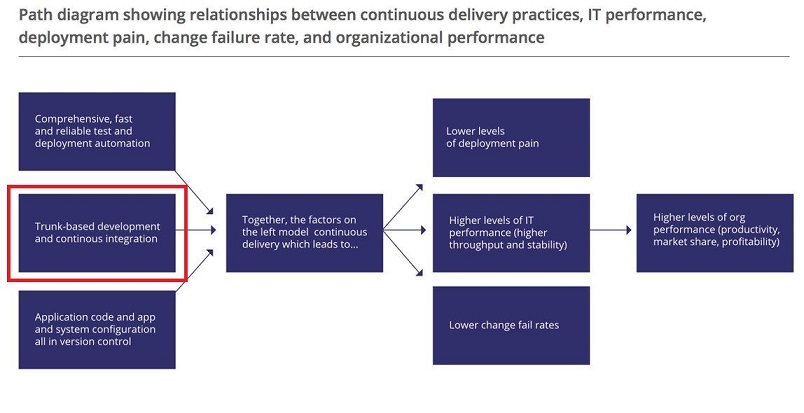 Path diagram showing relationships between continuous delivery practices, IT performance,
deployment pain, change failure rate, and organizational performance
Comprehensive, fast
and reliable test and
deployment automation
Trunk-based development
and continous integration
Application code and app
and system configuration
all in version control
Together, the factors on
the left model continuous
delivery which leads to...
Lower levels
of deployment pain
Higher levels of IT
performance (higher
throughput and stability)
Lower change fail rates
Higher levels of org
performance (productivity,
market share, profitability)